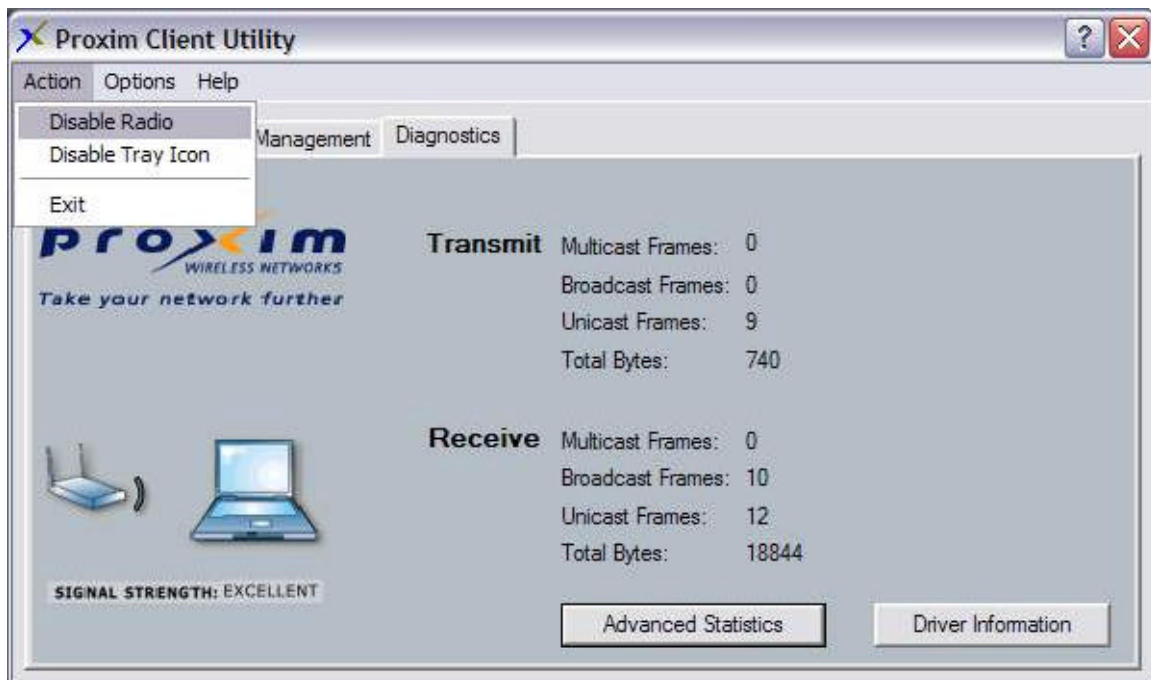 Proxim Client Utility
Action Options Help
Disable Radio
Disable Tray Icon
Exit
Management Diagnostics
proxim
WIRELESS NETWORKS
Take your network further
Transmit Multicast Frames: 0
Broadcast Frames: 0
Unicast Frames: 9
Total Bytes: 740
Receive Multicast Frames: 0
Broadcast Frames: 10
Unicast Frames: 12
Total Bytes: 18844
SIGNAL STRENGTH: EXCELLENT
Advanced Statistics Driver Information